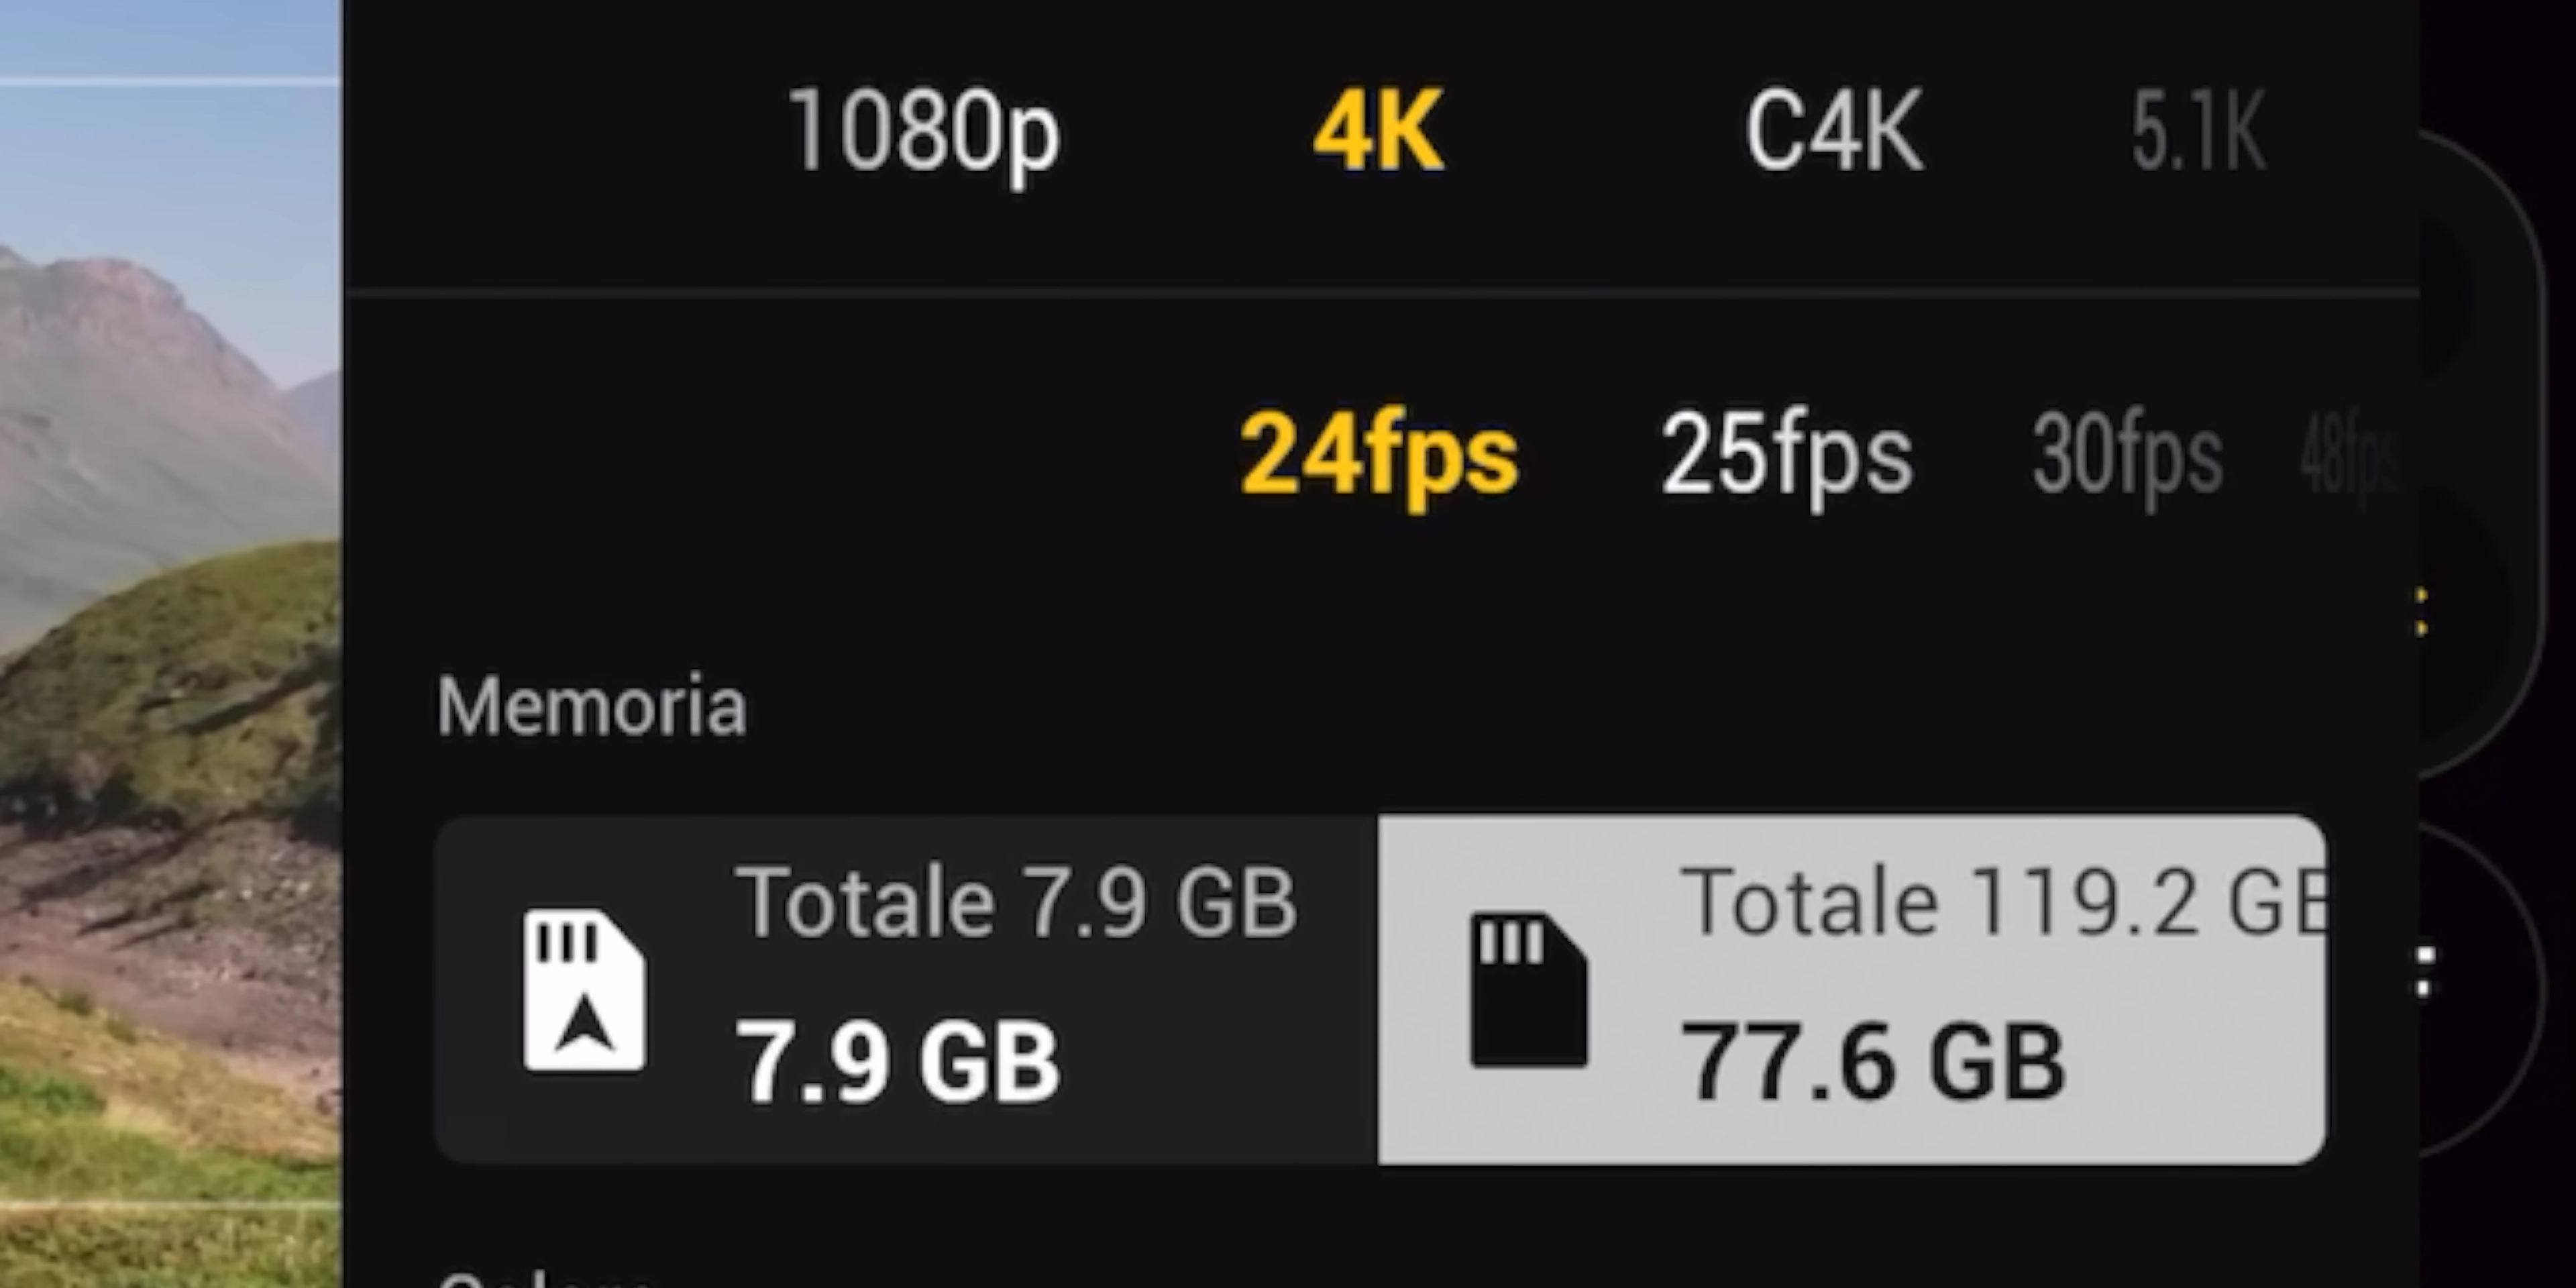 1080p 4K C4K 5.1K
24fps 25fps 30fps 48fps
Memoria
Totale 7.9 GB Totale 119.2 GB
7.9 GB 77.6 GB